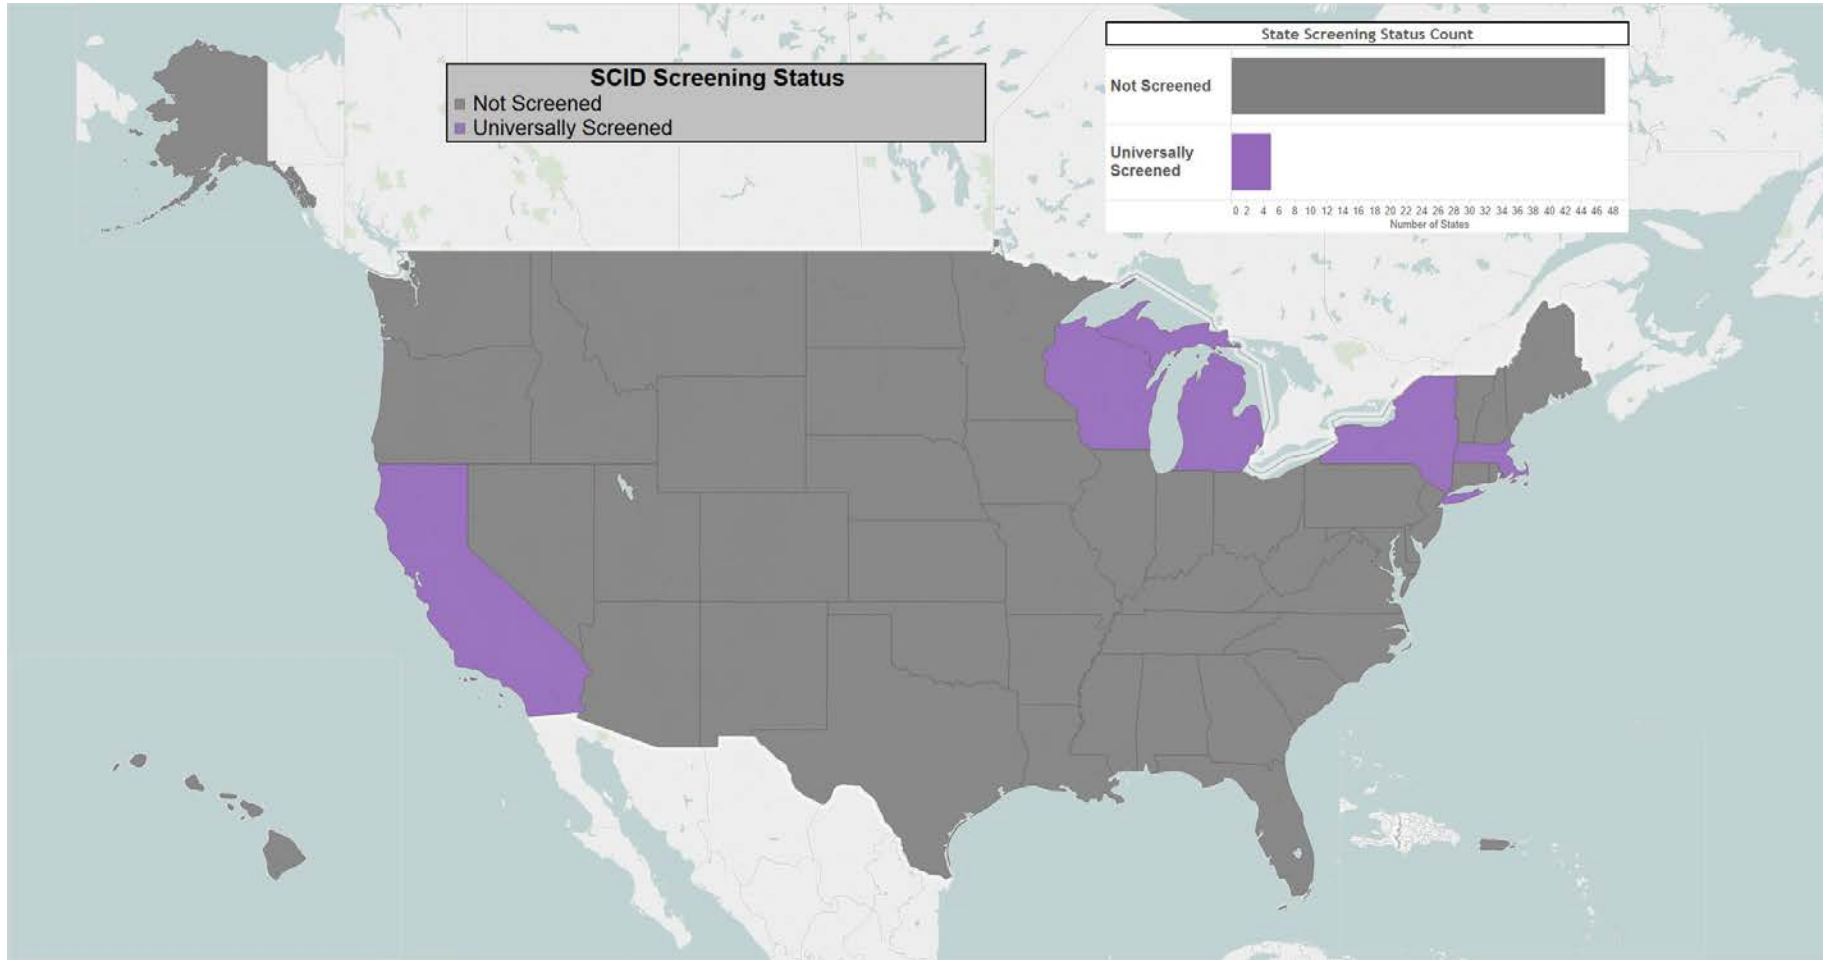 SCID Screening Status
Not Screened
Universally Screened
State Screening Status Count
Not Screened
Universally
Screened
0 2 4 6 8 10 12 14 16 18 20 22 24 26 28 30 32 34 36 38 40 42 44 46 48
Number of States